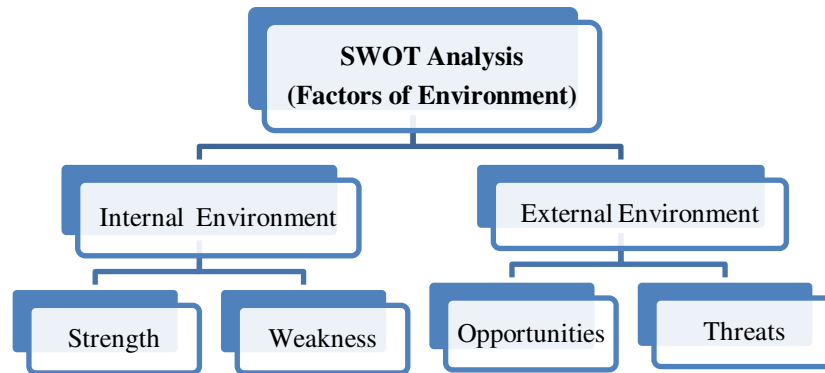 SWOT Analysis
(Factors of Environment)
Internal Environment
External Environment
Strength
Weakness
Opportunities
Threats